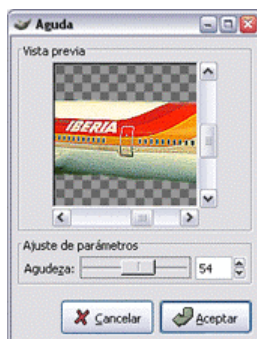 Aguda
Vista previa
IBERIA
Ajuste de parámetros
Agudeza: 54
Cancelar Aceptar